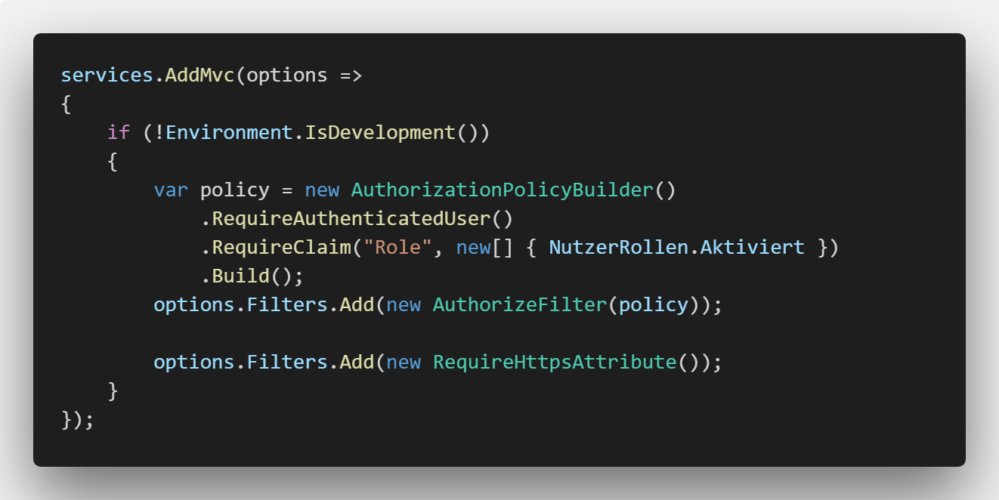 services.AddMvc(options =>
{
    if (!Environment.IsDevelopment())
    {
        var policy = new AuthorizationPolicyBuilder()
            .RequireAuthenticatedUser()
            .RequireClaim("Role", new[] { NutzerRollen.Aktiviert })
            .Build();
        options.Filters.Add(new AuthorizeFilter(policy));

        options.Filters.Add(new RequireHttpsAttribute());
    }
});